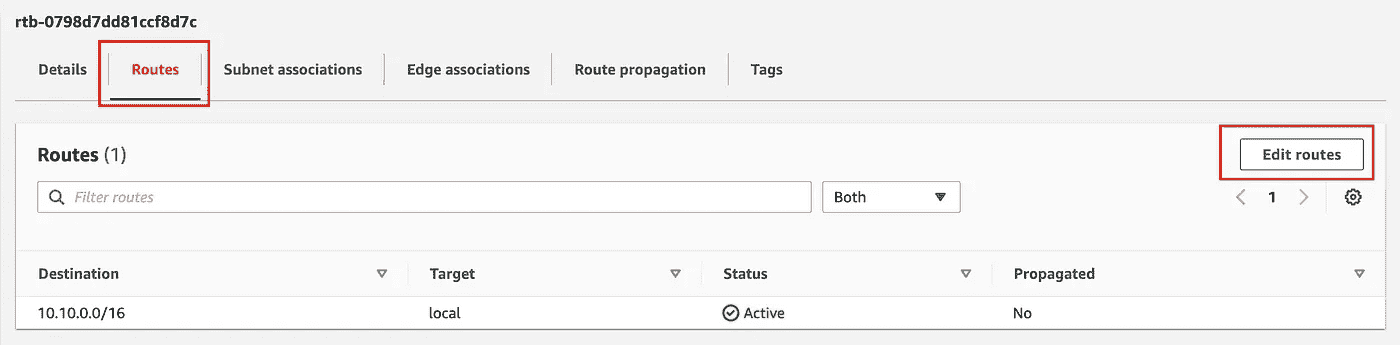 rtb-0798d7dd81ccf8d7c
Details Routes Subnet associations Edge associations Route propagation Tags
Routes (1) Edit routes
Filter routes Both 1
Destination Target Status Propagated
10.10.0.0/16 local Active No